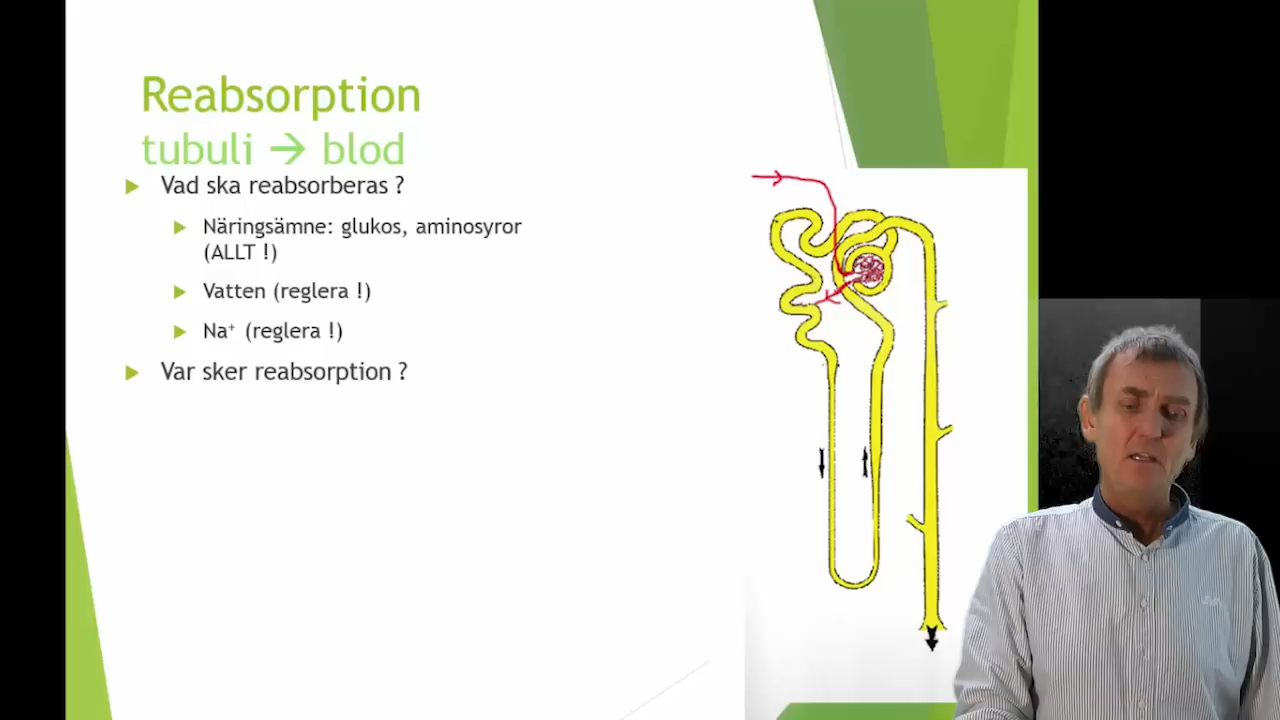 Reabsorption
tubuli → blod
Vad ska reabsorberas ?
Näringsämne: glukos, aminosyror
(ALLT !)
Vatten (reglera !)
Na⁺ (reglera !)
Var sker reabsorption ?